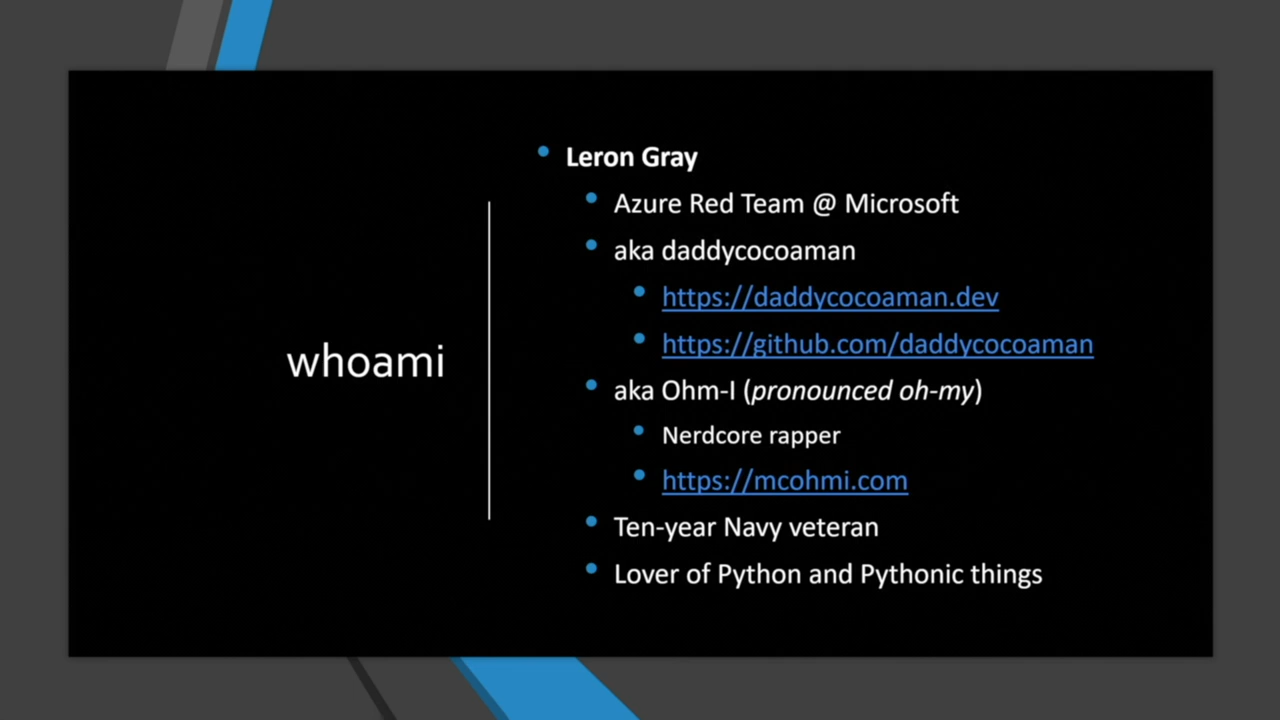 whoami
Leron Gray
Azure Red Team @ Microsoft
aka daddycocoaman
https://daddycocoaman.dev
https://github.com/daddycocoaman
aka Ohm-I (pronounced oh-my)
Nerdcore rapper
https://mcohmi.com
Ten-year Navy veteran
Lover of Python and Pythonic things